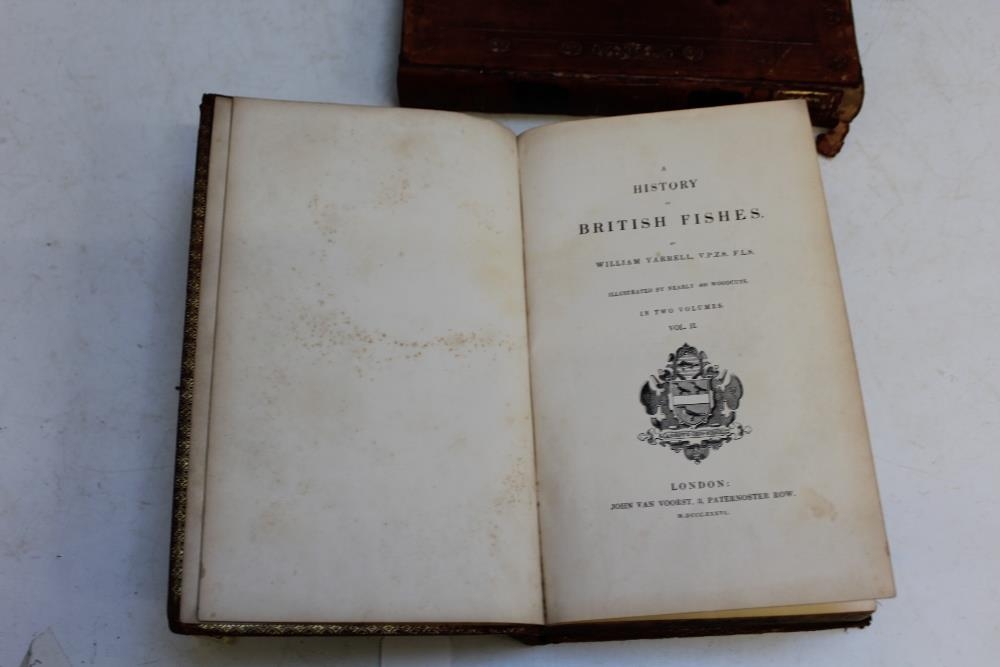 A
HISTORY
OF
BRITISH FISHES.
BY
WILLIAM YARRELL, V.P.Z.S. F.L.S.
ILLUSTRATED BY NEARLY 400 WOODCUTS.
IN TWO VOLUMES.
VOL. II.
LONDON:
JOHN VAN VOORST, 3, PATERNOSTER ROW.
M.DCCC.XXXVI.